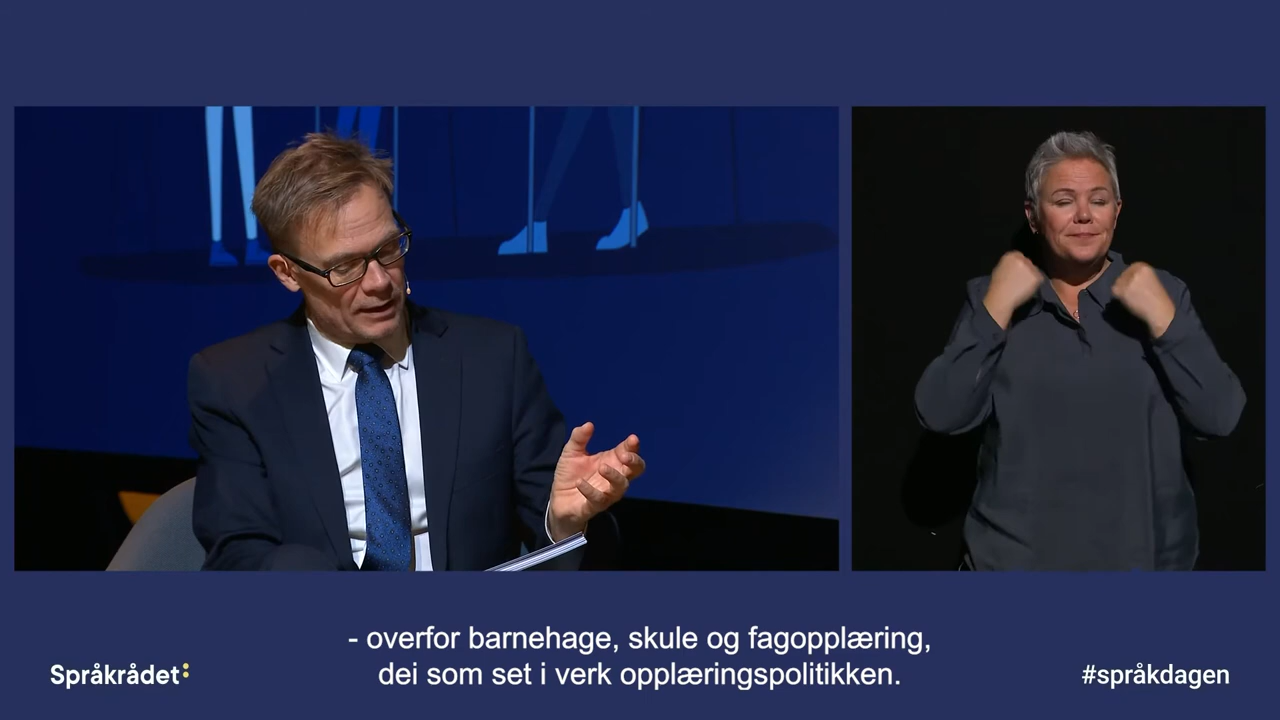 - overfor barnehage, skule og fagopplæring,
dei som set i verk opplæringspolitikken.
Språkrådet:
#språkdagen